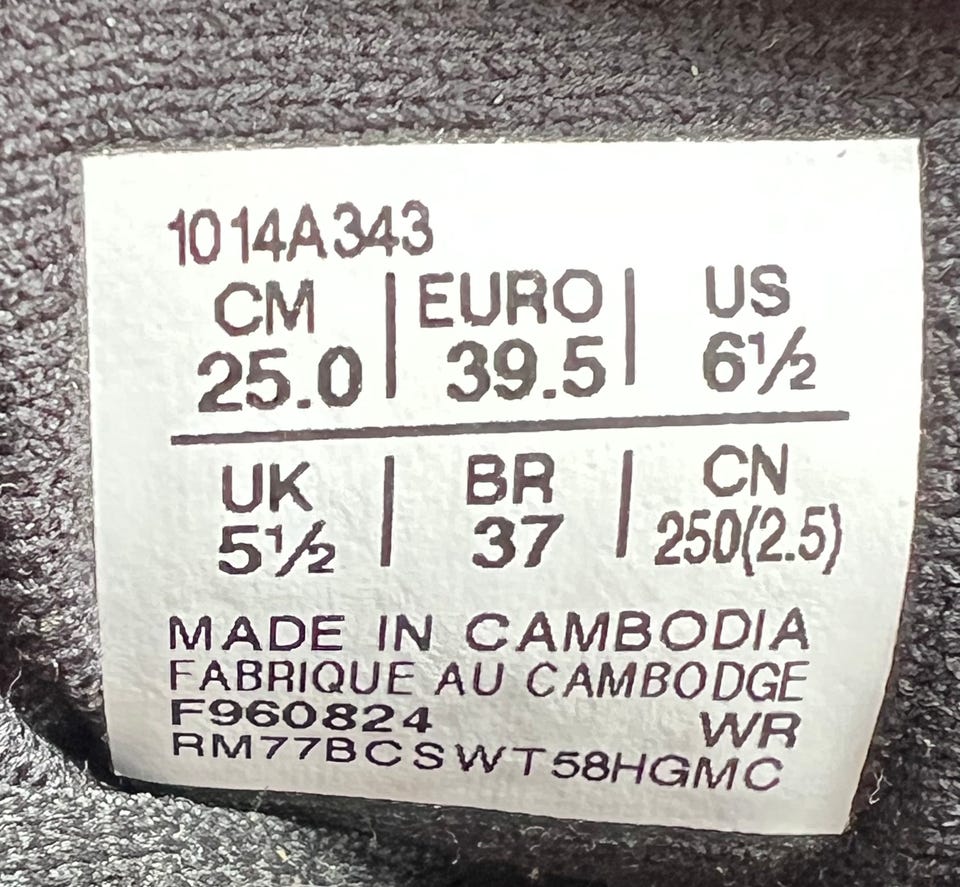 1014A343
CM | EURO | US
25.0 | 39.5 | 6½
UK | BR | CN
5½ | 37 | 250(2.5)
MADE IN CAMBODIA
FABRIQUE AU CAMBODGE
F960824 WR
RM77BCSWT58HGMC